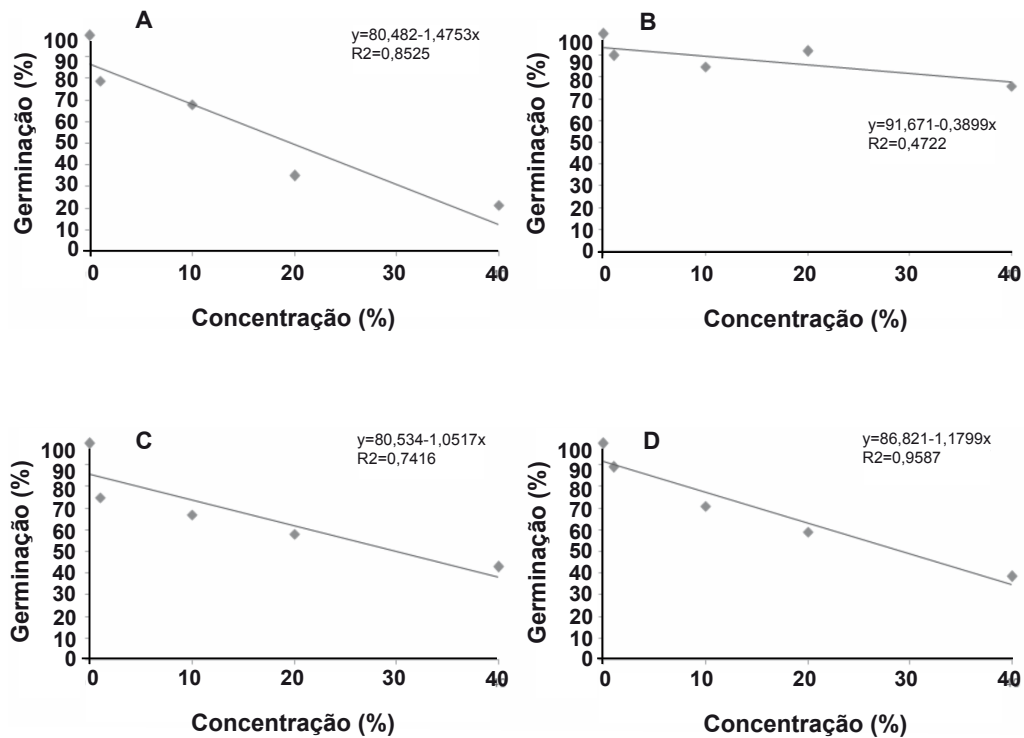 A
y=80,482-1,4753x
R2=0,8525
Germinação (%)
100
90
80
70
60
50
40
30
20
10
0
0 10 20 30 40
Concentração (%)
B
y=91,671-0,3899x
R2=0,4722
Germinação (%)
100
90
80
70
60
50
40
30
20
10
0
0 10 20 30 40
Concentração (%)
C
y=80,534-1,0517x
R2=0,7416
Germinação (%)
100
90
80
70
60
50
40
30
20
10
0
0 10 20 30 40
Concentração (%)
D
y=86,821-1,1799x
R2=0,9587
Germinação (%)
100
90
80
70
60
50
40
30
20
10
0
0 10 20 30 40
Concentração (%)